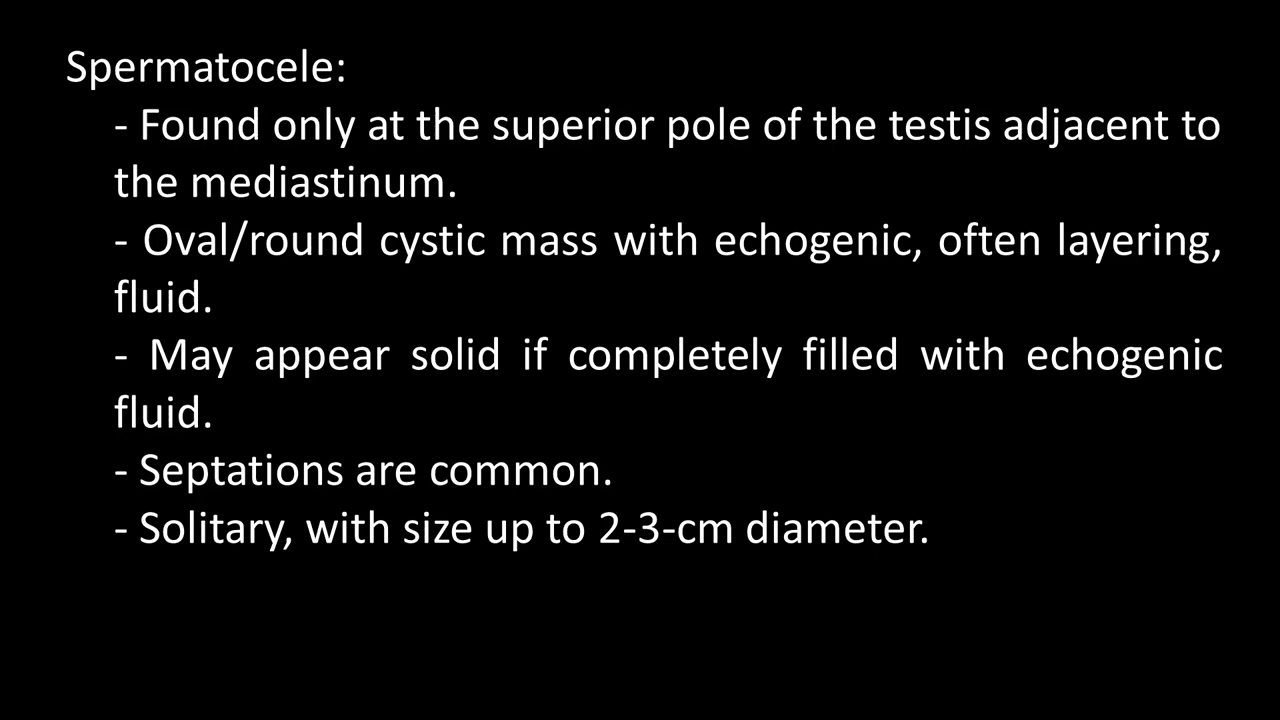 Spermatocele:
- Found only at the superior pole of the testis adjacent to
the mediastinum.
- Oval/round cystic mass with echogenic, often layering,
fluid.
- May appear solid if completely filled with echogenic
fluid.
- Septations are common.
- Solitary, with size up to 2-3-cm diameter.